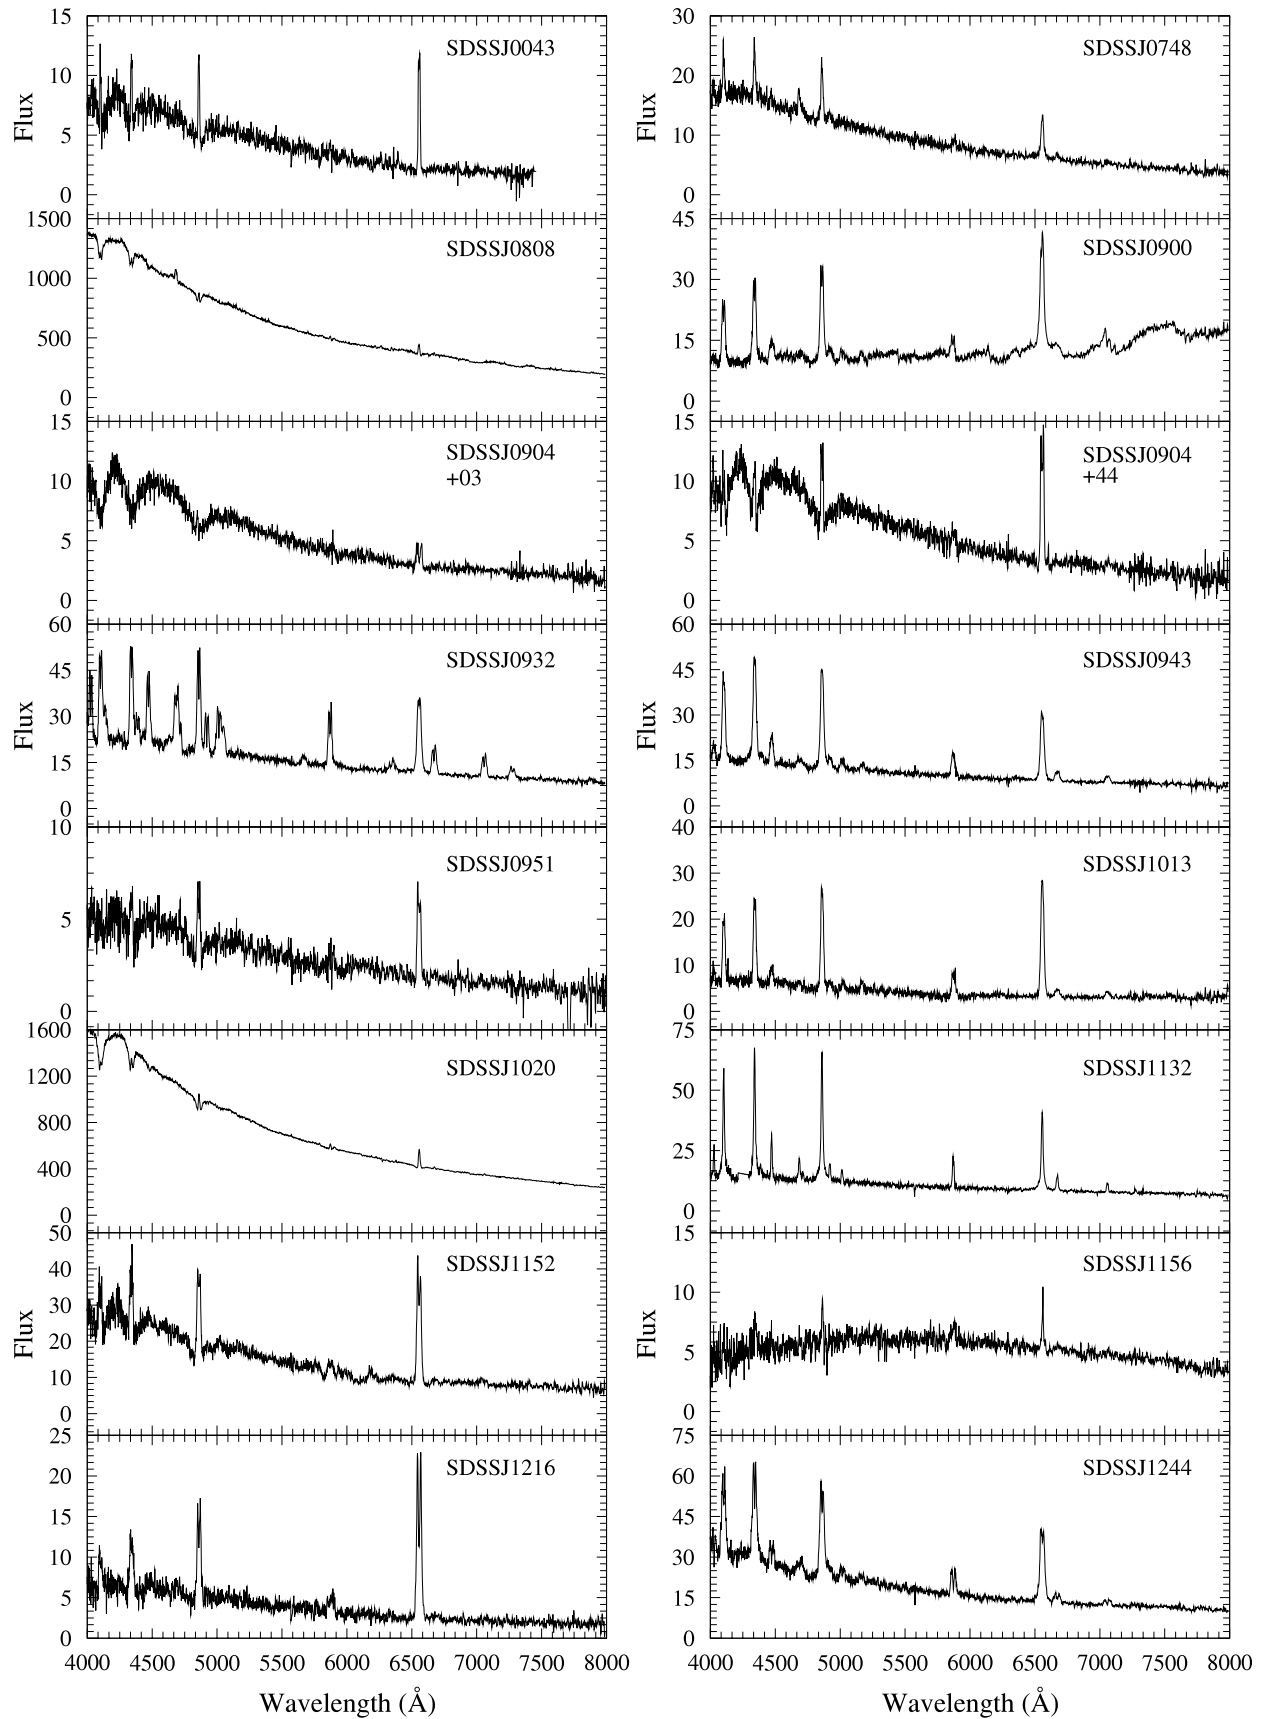 15
10
5
0
Flux
SDSSJ0043
30
20
10
0
Flux
SDSSJ0748
1500
1000
500
0
SDSSJ0808
45
30
15
0
SDSSJ0900
15
10
5
0
SDSSJ0904
+03
15
10
5
0
SDSSJ0904
+44
60
45
30
15
0
Flux
SDSSJ0932
60
45
30
15
0
Flux
SDSSJ0943
10
5
0
SDSSJ0951
40
30
20
10
0
SDSSJ1013
1600
1200
800
400
0
SDSSJ1020
75
50
25
0
SDSSJ1132
50
40
30
20
10
0
Flux
SDSSJ1152
15
10
5
0
Flux
SDSSJ1156
25
20
15
10
5
0
SDSSJ1216
75
60
45
30
15
0
SDSSJ1244
4000 4500 5000 5500 6000 6500 7000 7500 8000
Wavelength (Å)
4000 4500 5000 5500 6000 6500 7000 7500 8000
Wavelength (Å)